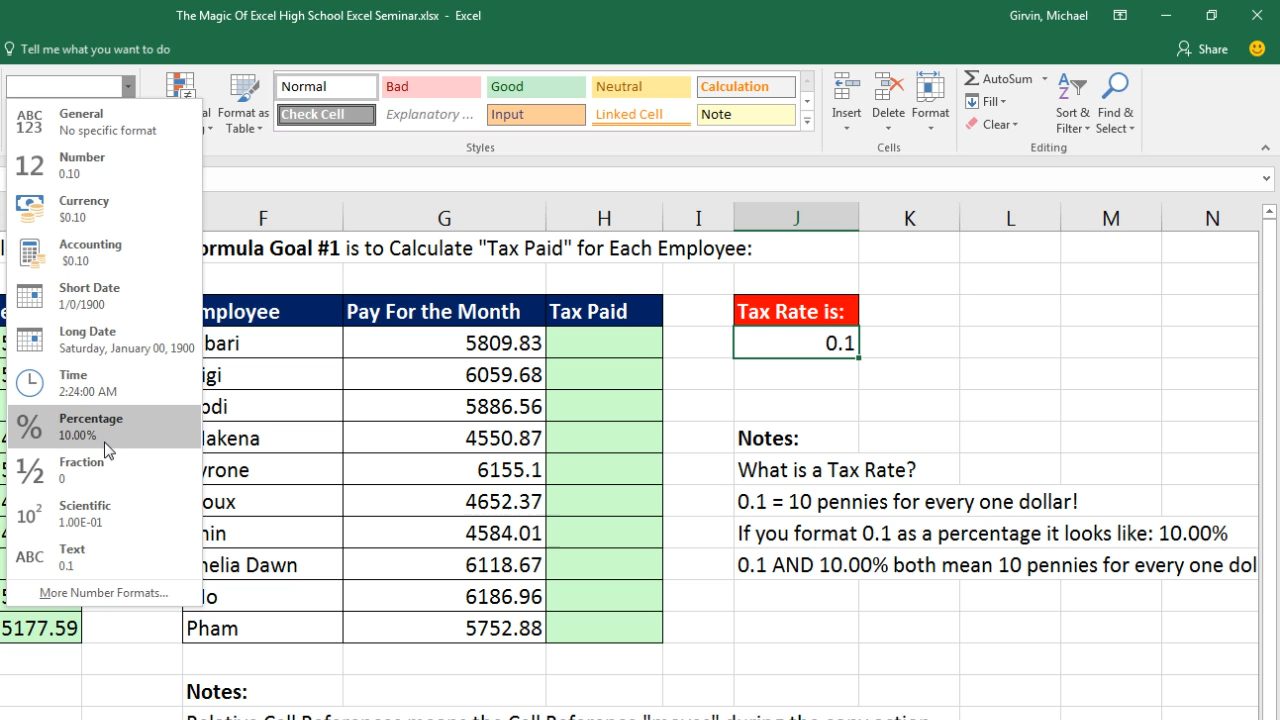 The Magic Of Excel High School Excel Seminar.xlsx - Excel
Girvin, Michael
Tell me what you want to do
Share
Normal
Bad
Good
Neutral
Calculation
Check Cell
Explanatory ...
Input
Linked Cell
Note
Format as
Table
Styles
Insert
Delete
Format
Cells
AutoSum
Fill
Clear
Sort &
Filter
Find &
Select
Editing
ABC
123
General
No specific format
12
Number
0.10
Currency
$0.10
Accounting
$0.10
Short Date
1/0/1900
Long Date
Saturday, January 00, 1900
Time
2:24:00 AM
%
Percentage
10.00%
½
Fraction
0
10²
Scientific
1.00E-01
ABC
Text
0.1
More Number Formats...
F G H I J K L M N
ormula Goal #1 is to Calculate "Tax Paid" for Each Employee:
mployee Pay For the Month Tax Paid Tax Rate is:
bari 5809.83 0.1
igi 6059.68
odi 5886.56
akena 4550.87 Notes:
yrone 6155.1 What is a Tax Rate?
oux 4652.37 0.1 = 10 pennies for every one dollar!
4584.01 If you format 0.1 as a percentage it looks like: 10.00%
elia Dawn 6118.67 0.1 AND 10.00% both mean 10 pennies for every one dol
lo 6186.96
5177.59 Pham 5752.88
Notes:
Relative Cell References means the Cell Reference "moves" during the copy action